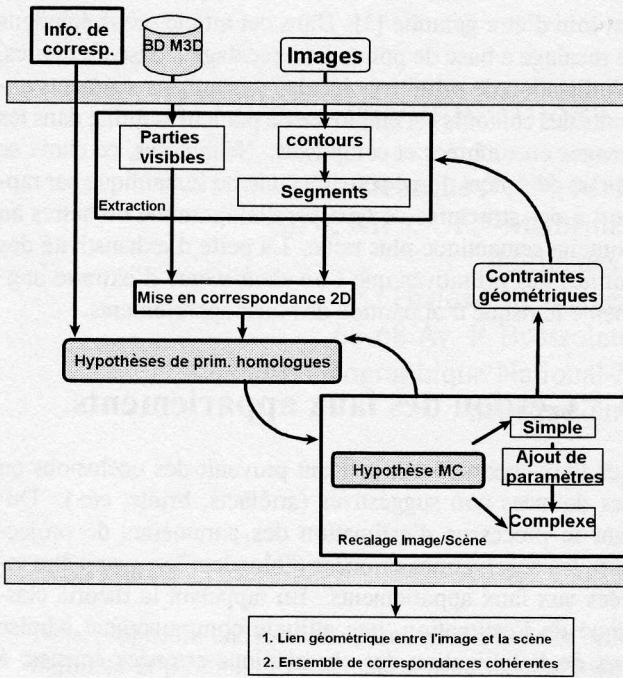 Info. de
corresp.
BD M3D
Images
Parties
visibles
contours
Extraction
Segments
Mise en correspondance 2D
Contraintes
géométriques
Hypothèses de prim. homologues
Simple
Hypothèse MC
Ajout de
paramètres
Complexe
Recalage Image/Scène
1. Lien géométrique entre l'image et la scène
2. Ensemble de correspondances cohérentes